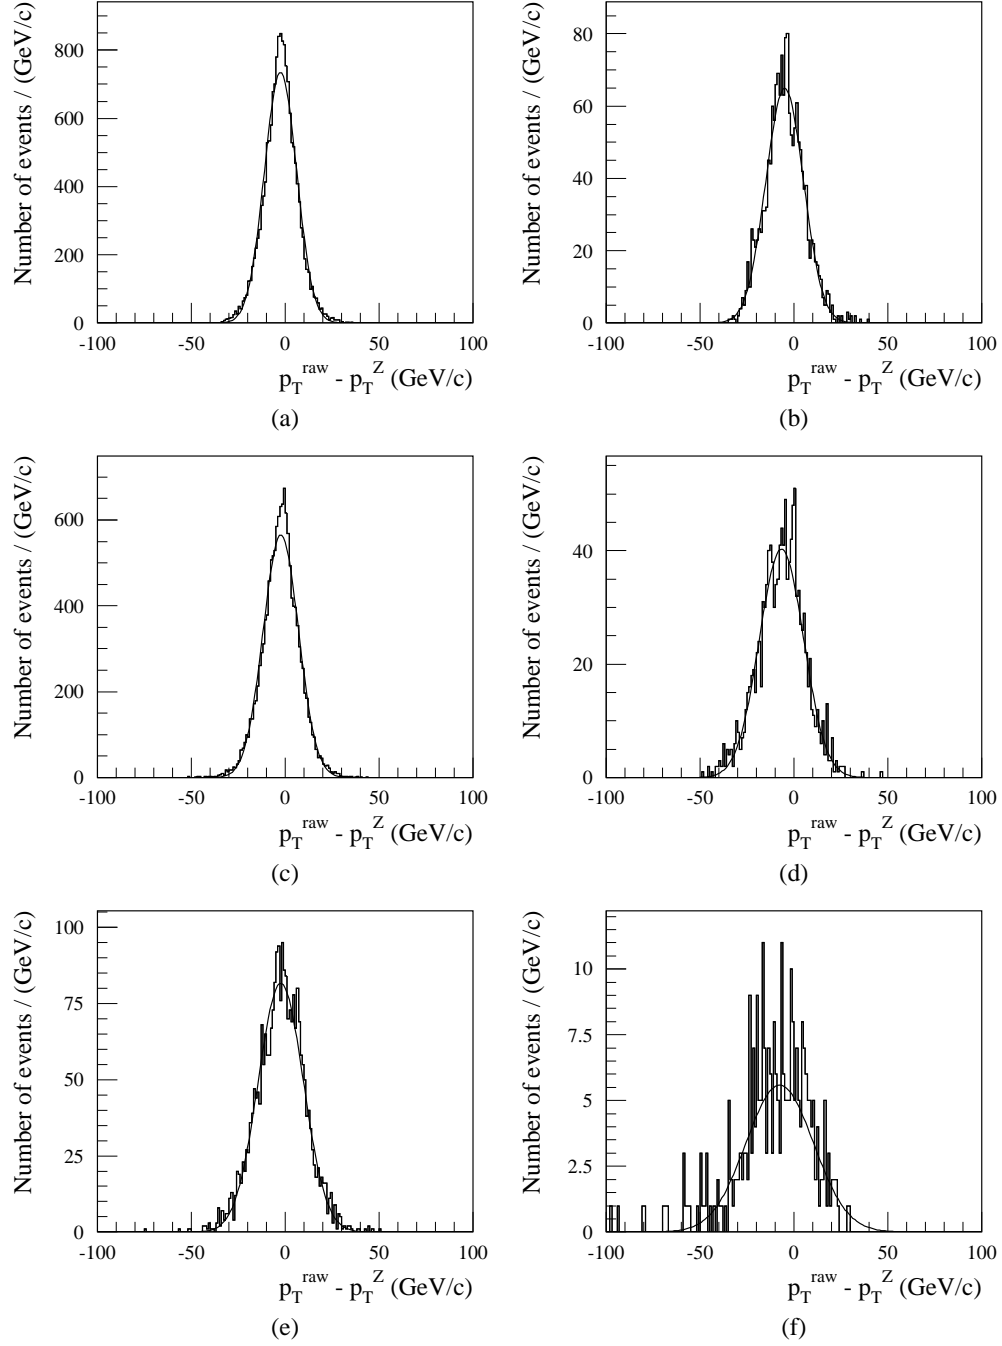 Number of events / (GeV/c)
800
600
400
200
0
-100 -50 0 50 100
p_T^raw - p_T^Z (GeV/c)
(a)
Number of events / (GeV/c)
80
60
40
20
0
-100 -50 0 50 100
p_T^raw - p_T^Z (GeV/c)
(b)
Number of events / (GeV/c)
600
400
200
0
-100 -50 0 50 100
p_T^raw - p_T^Z (GeV/c)
(c)
Number of events / (GeV/c)
40
20
0
-100 -50 0 50 100
p_T^raw - p_T^Z (GeV/c)
(d)
Number of events / (GeV/c)
100
75
50
25
0
-100 -50 0 50 100
p_T^raw - p_T^Z (GeV/c)
(e)
Number of events / (GeV/c)
10
7.5
5
2.5
0
-100 -50 0 50 100
p_T^raw - p_T^Z (GeV/c)
(f)